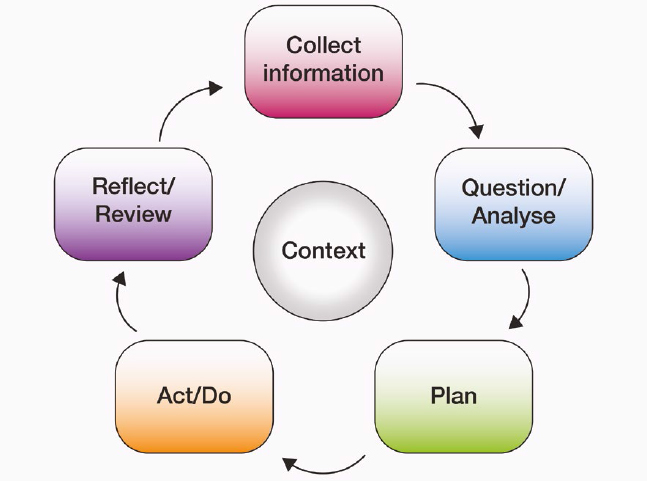 Collect
information
Question/
Analyse
Plan
Act/Do
Reflect/
Review
Context